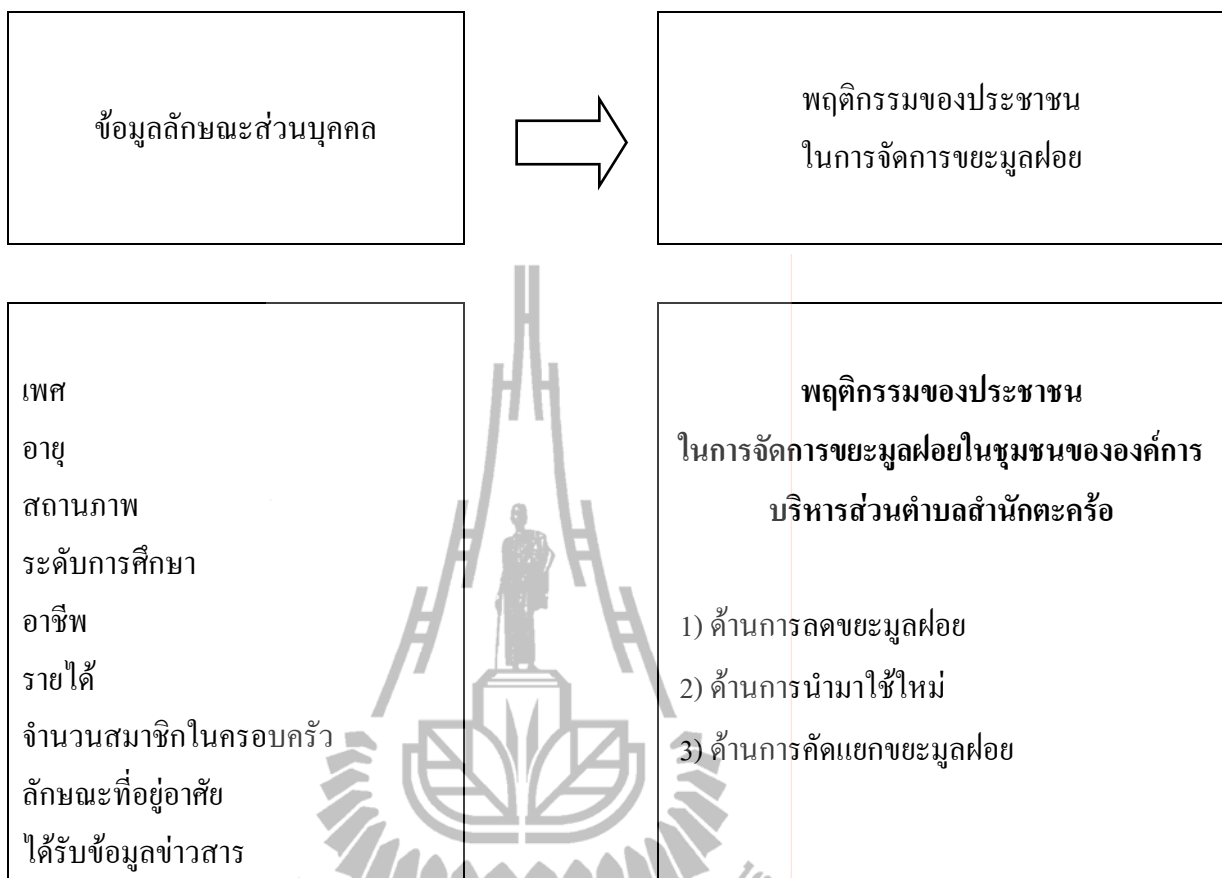 ข้อมูลลักษณะส่วนบุคคล
พฤติกรรมของประชาชน
ในการจัดการขยะมูลฝอย
เพศ
อายุ
สถานภาพ
ระดับการศึกษา
อาชีพ
รายได้
จำนวนสมาชิกในครอบครัว
ลักษณะที่อยู่อาศัย
ได้รับข้อมูลข่าวสาร
พฤติกรรมของประชาชน
ในการจัดการขยะมูลฝอยในชุมชนขององค์การ
บริหารส่วนตำบลสำนักตะคร้อ
1) ด้านการลดขยะมูลฝอย
2) ด้านการนำมาใช้ใหม่
3) ด้านการคัดแยกขยะมูลฝอย